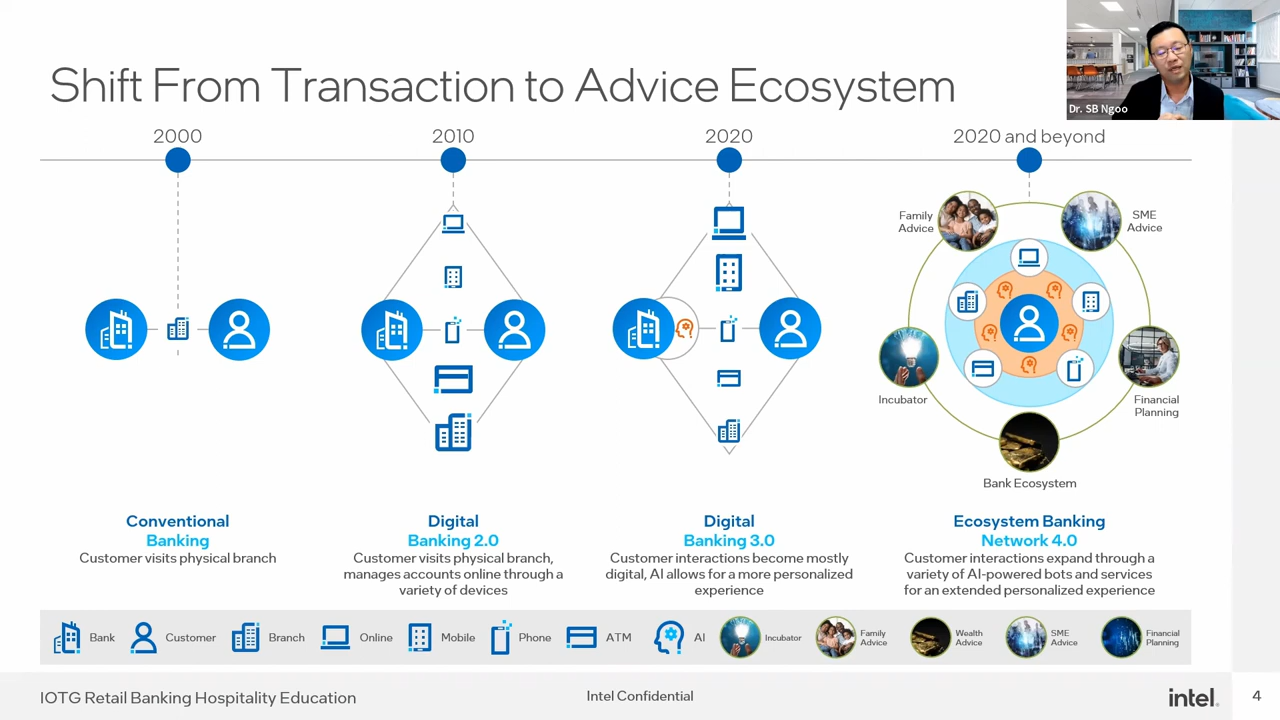 Shift From Transaction to Advice Ecosystem
Dr. SB Ngoo
2000
2010
2020
2020 and beyond
Family
Advice
SME
Advice
Incubator
Financial
Planning
Bank Ecosystem
Conventional
Banking
Customer visits physical branch
Digital
Banking 2.0
Customer visits physical branch,
manages accounts online through a
variety of devices
Digital
Banking 3.0
Customer interactions become mostly
digital, AI allows for a more personalized
experience
Ecosystem Banking
Network 4.0
Customer interactions expand through a
variety of AI-powered bots and services
for an extended personalized experience
Bank
Customer
Branch
Online
Mobile
Phone
ATM
AI
Incubator
Family
Advice
Wealth
Advice
SME
Advice
Financial
Planning
IOTG Retail Banking Hospitality Education
Intel Confidential
intel.
4